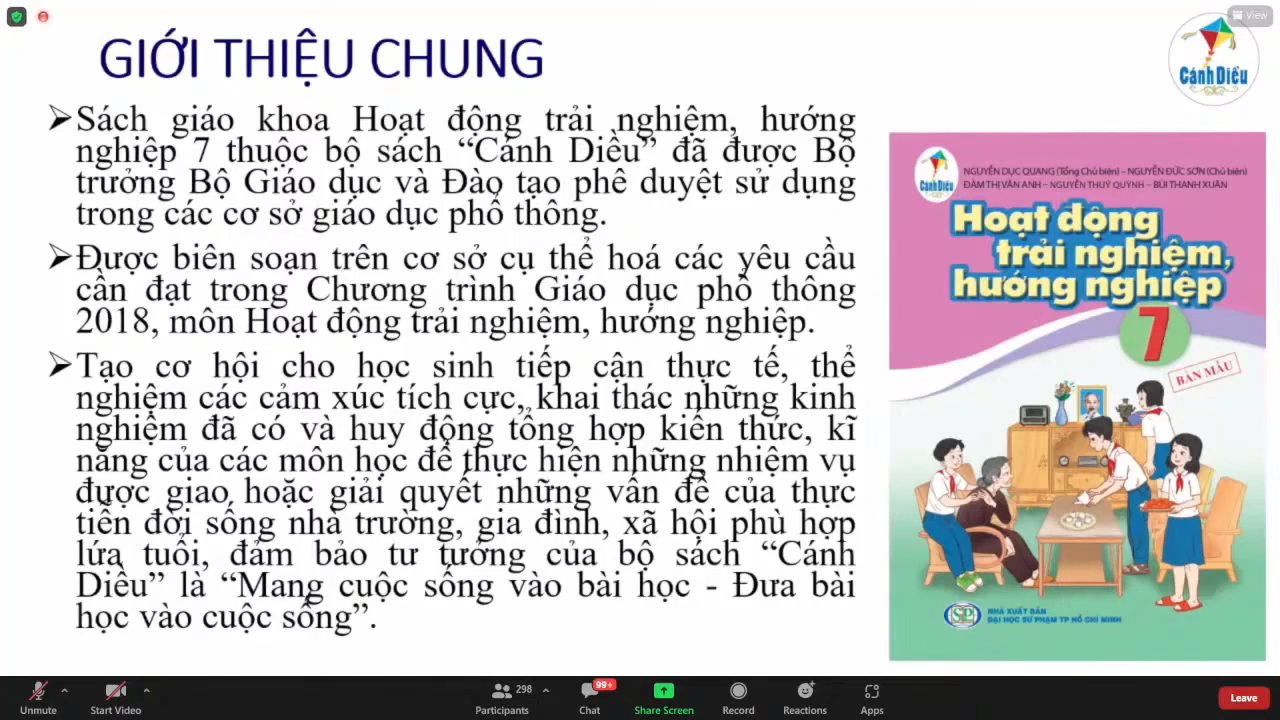 View
GIỚI THIỆU CHUNG
Cánh Diều
Sách giáo khoa Hoạt động trải nghiệm, hướng
nghiệp 7 thuộc bộ sách “Cánh Diều” đã được Bộ
trưởng Bộ Giáo dục và Đào tạo phê duyệt sử dụng
trong các cơ sở giáo dục phổ thông.
Được biên soạn trên cơ sở cụ thể hoá các yêu cầu
cần đạt trong Chương trình Giáo dục phổ thông
2018, môn Hoạt động trải nghiệm, hướng nghiệp.
Tạo cơ hội cho học sinh tiếp cận thực tế, thể
nghiệm các cảm xúc tích cực, khai thác những kinh
nghiệm đã có và huy động tổng hợp kiến thức, kĩ
năng của các môn học để thực hiện những nhiệm vụ
được giao hoặc giải quyết những vấn đề của thực
tiễn đời sống nhà trường, gia đình, xã hội phù hợp
lứa tuổi, đảm bảo tư tưởng của bộ sách “Cánh
Diều” là “Mang cuộc sống vào bài học - Đưa bài
học vào cuộc sống”.
Cánh Diều
NGUYỄN DỤC QUANG (Tổng Chủ biên) – NGUYỄN ĐỨC SƠN (Chủ biên)
ĐÀM THỊ VÂN ANH – NGUYỄN THUÝ QUỲNH – BÙI THANH XUÂN
Hoạt động
trải nghiệm,
hướng nghiệp
7
BẢN MẪU
SP
NHÀ XUẤT BẢN
ĐẠI HỌC SƯ PHẠM TP HỒ CHÍ MINH
Unmute
Start Video
298
Participants
99+
Chat
Share Screen
Record
Reactions
Apps
Leave